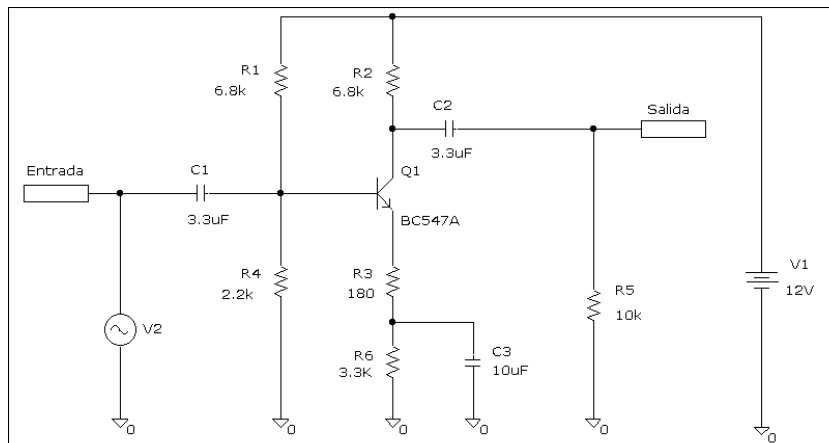 R1
6.8k
R2
6.8k
C2
3.3uF
Salida
Entrada
C1
3.3uF
Q1
BC547A
R4
2.2k
R3
180
V1
12V
R5
10k
V2
R6
3.3K
C3
10uF
0
0
0
0
0
0